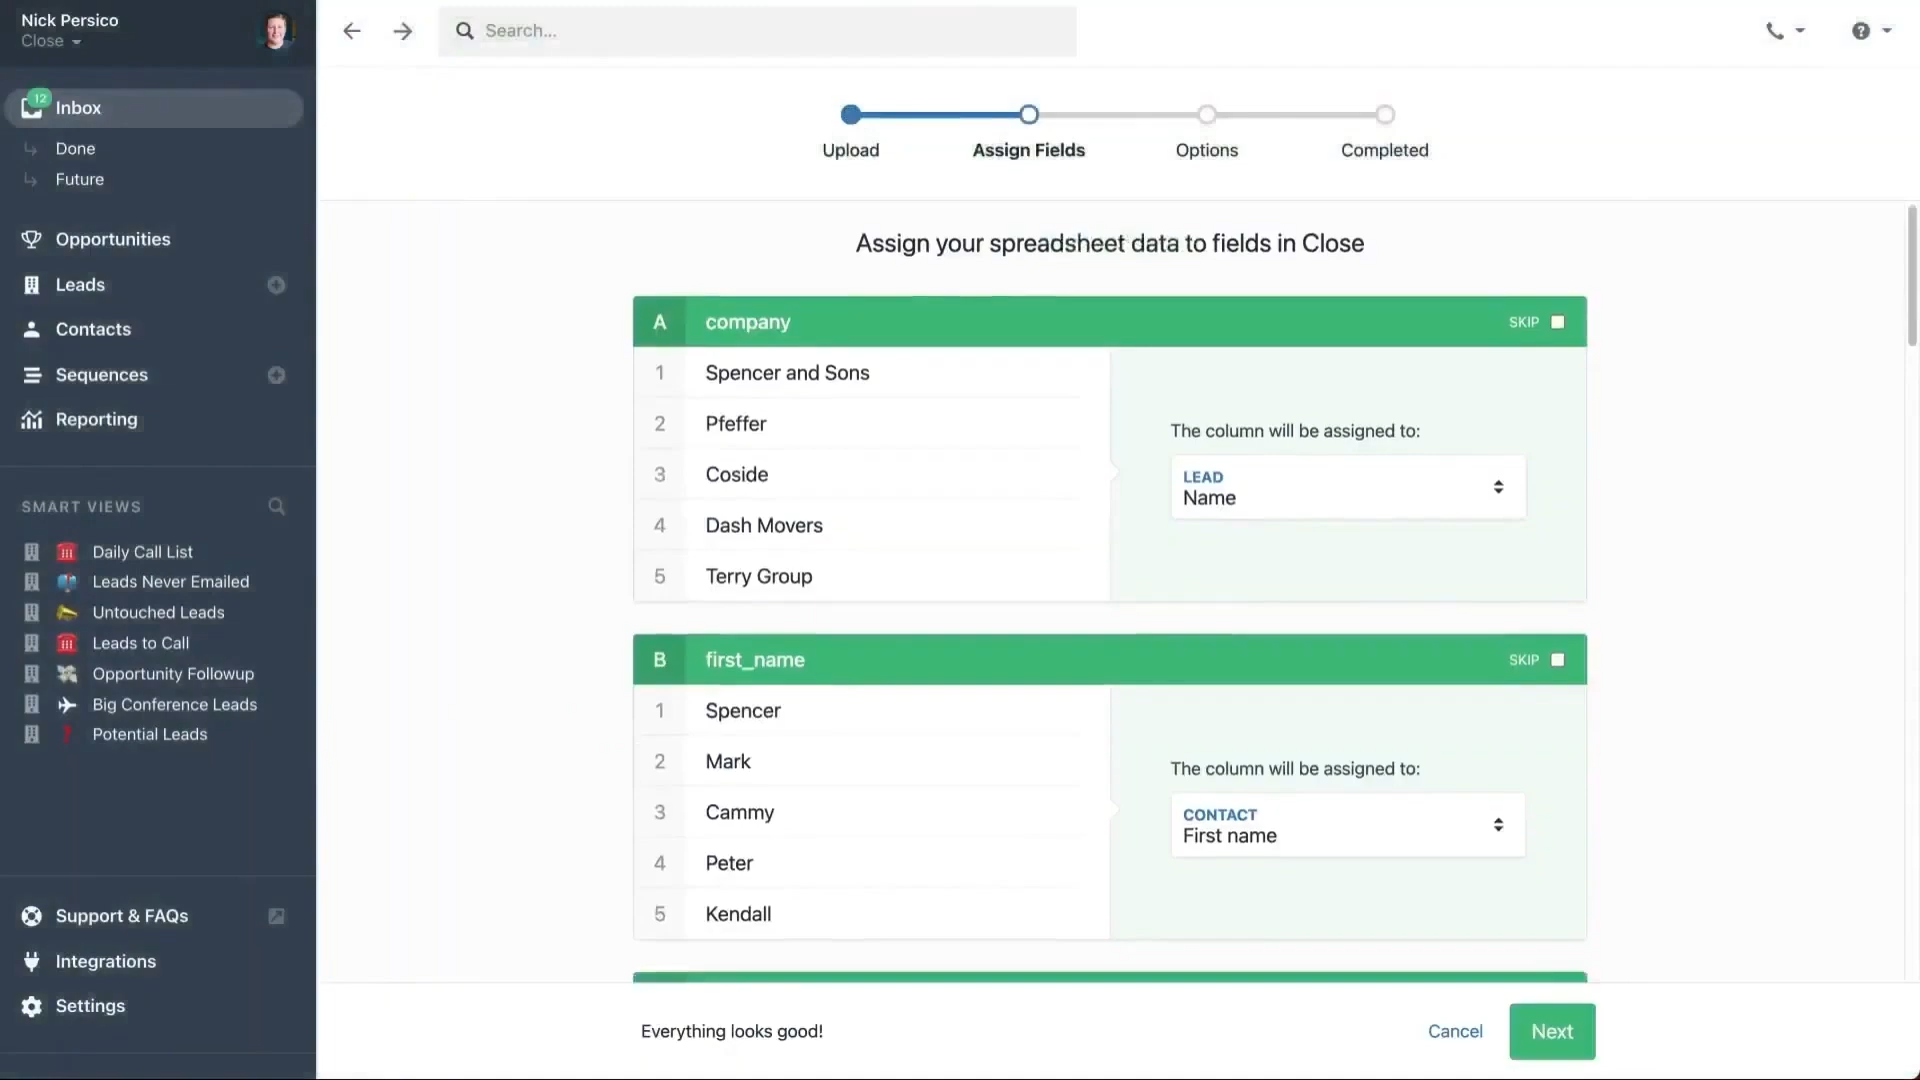 Nick Persico
Close
Search...
12
Inbox
Done
Future
Opportunities
Leads
Contacts
Sequences
Reporting
SMART VIEWS
Daily Call List
Leads Never Emailed
Untouched Leads
Leads to Call
Opportunity Followup
Big Conference Leads
Potential Leads
Support & FAQs
Integrations
Settings
Upload
Assign Fields
Options
Completed
Assign your spreadsheet data to fields in Close
A company SKIP
1 Spencer and Sons
2 Pfeffer
3 Coside
4 Dash Movers
5 Terry Group
The column will be assigned to:
LEAD
Name
B first_name SKIP
1 Spencer
2 Mark
3 Cammy
4 Peter
5 Kendall
The column will be assigned to:
CONTACT
First name
Everything looks good!
Cancel
Next